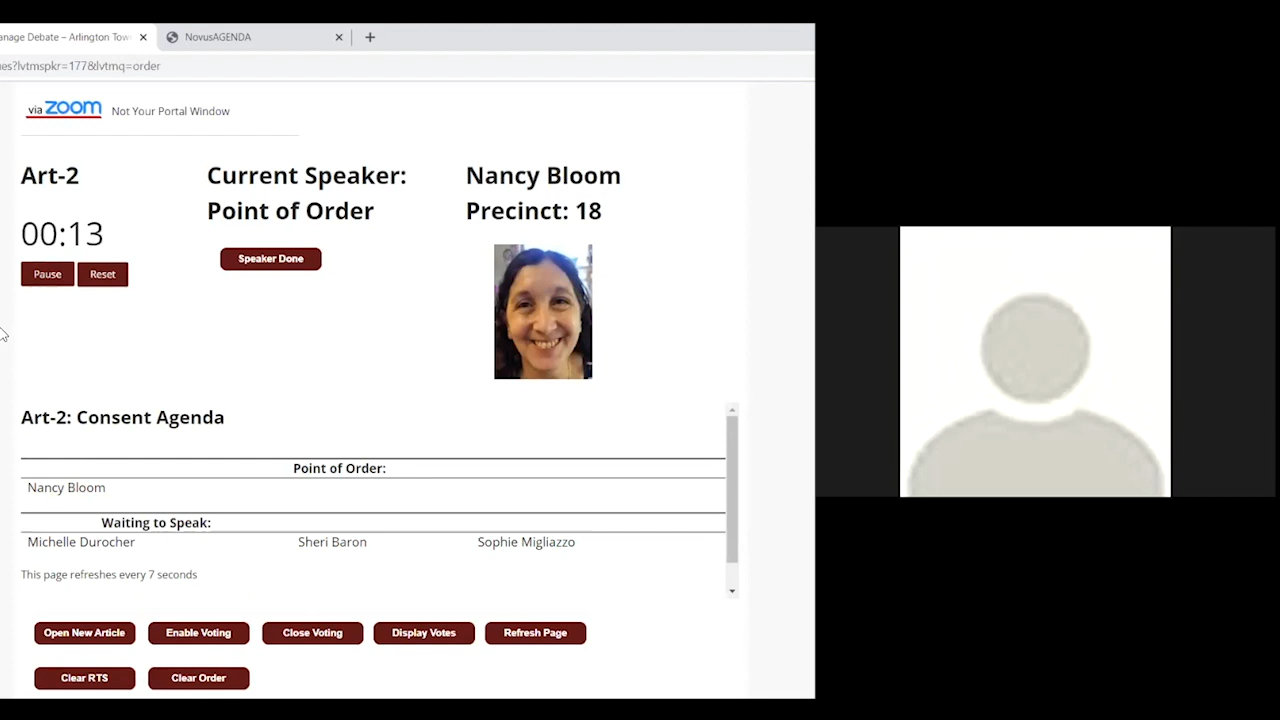 anage Debate – Arlington Tow
NovusAGENDA
ies?lvtmspkr=177&lvtmq=order
via zoom Not Your Portal Window
Art-2
Current Speaker:
Nancy Bloom
Point of Order
Precinct: 18
00:13
Speaker Done
Pause
Reset
Art-2: Consent Agenda
Point of Order:
Nancy Bloom
Waiting to Speak:
Michelle Durocher
Sheri Baron
Sophie Migliazzo
This page refreshes every 7 seconds
Open New Article
Enable Voting
Close Voting
Display Votes
Refresh Page
Clear RTS
Clear Order